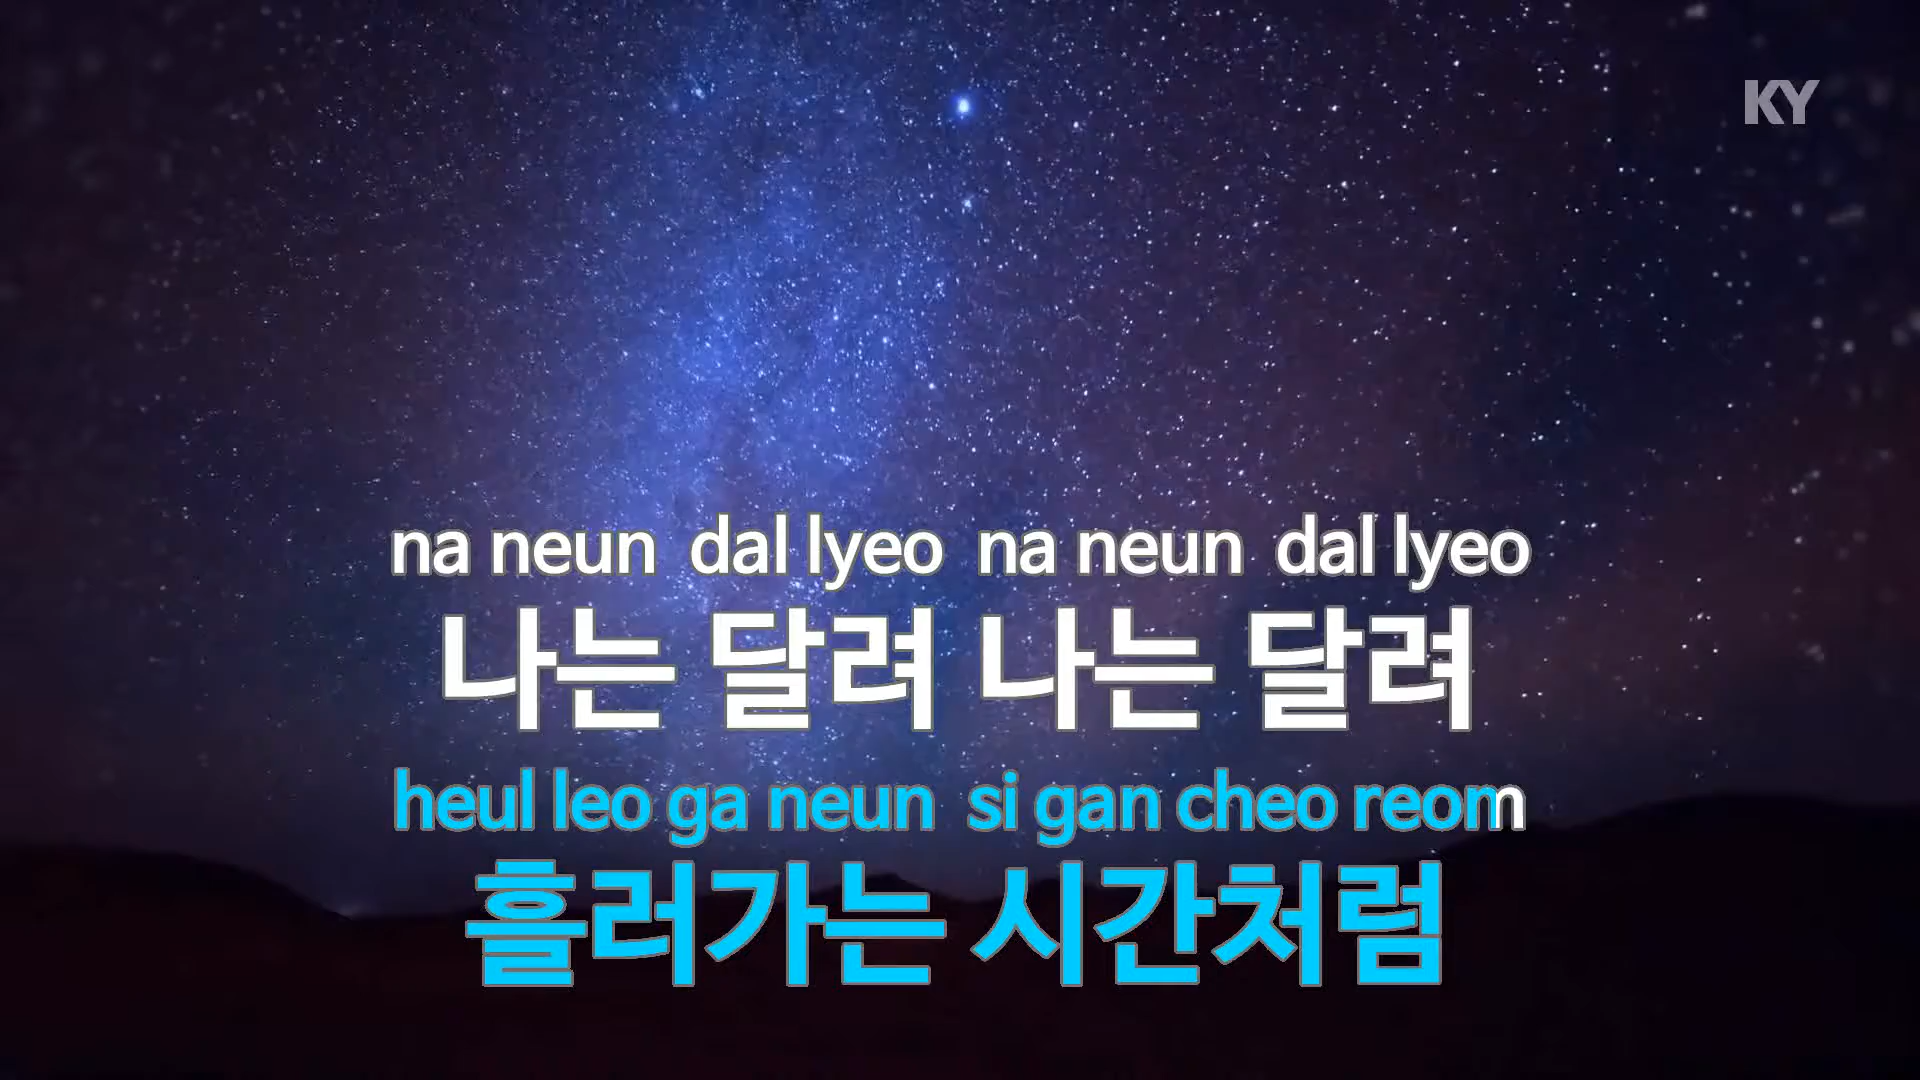 KY
na neun dal lyeo na neun dal lyeo
나는 달려 나는 달려
heul leo ga neun si gan cheo reom
흘러가는 시간처럼